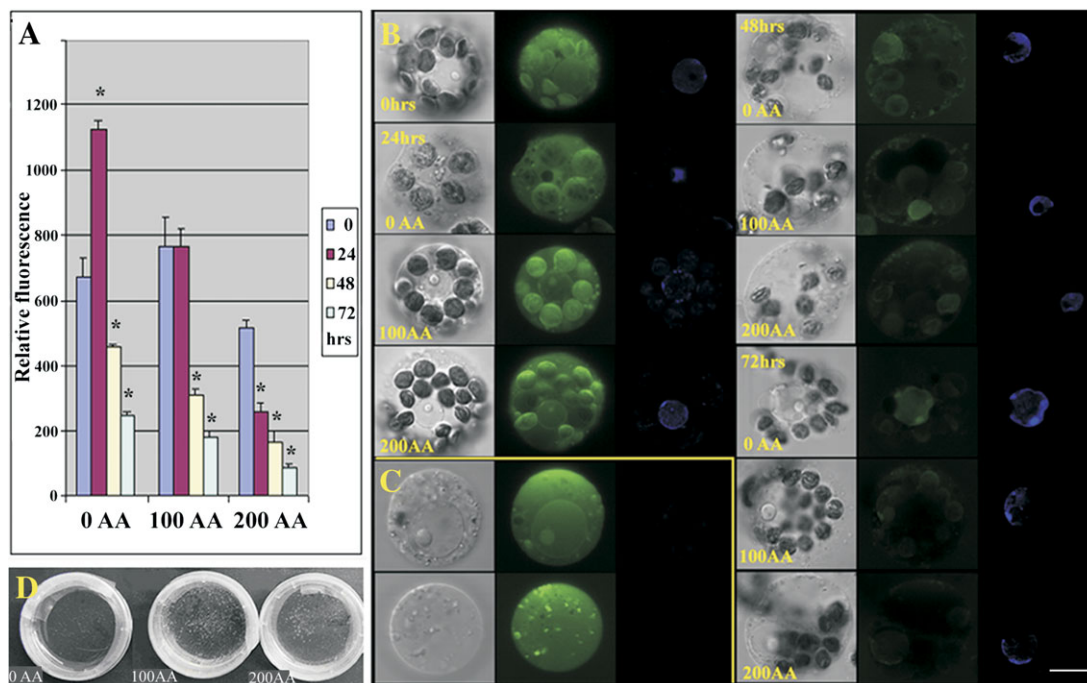 A
Relative fluorescence
1200
1000
800
600
400
200
0
0 AA
100 AA
200 AA
*
*
*
*
*
*
*
*
0
24
48
72
hrs
B
0hrs
24hrs
0 AA
100AA
200AA
C
48hrs
0 AA
100AA
200AA
72hrs
0 AA
100AA
200AA
D
0 AA
100AA
200AA